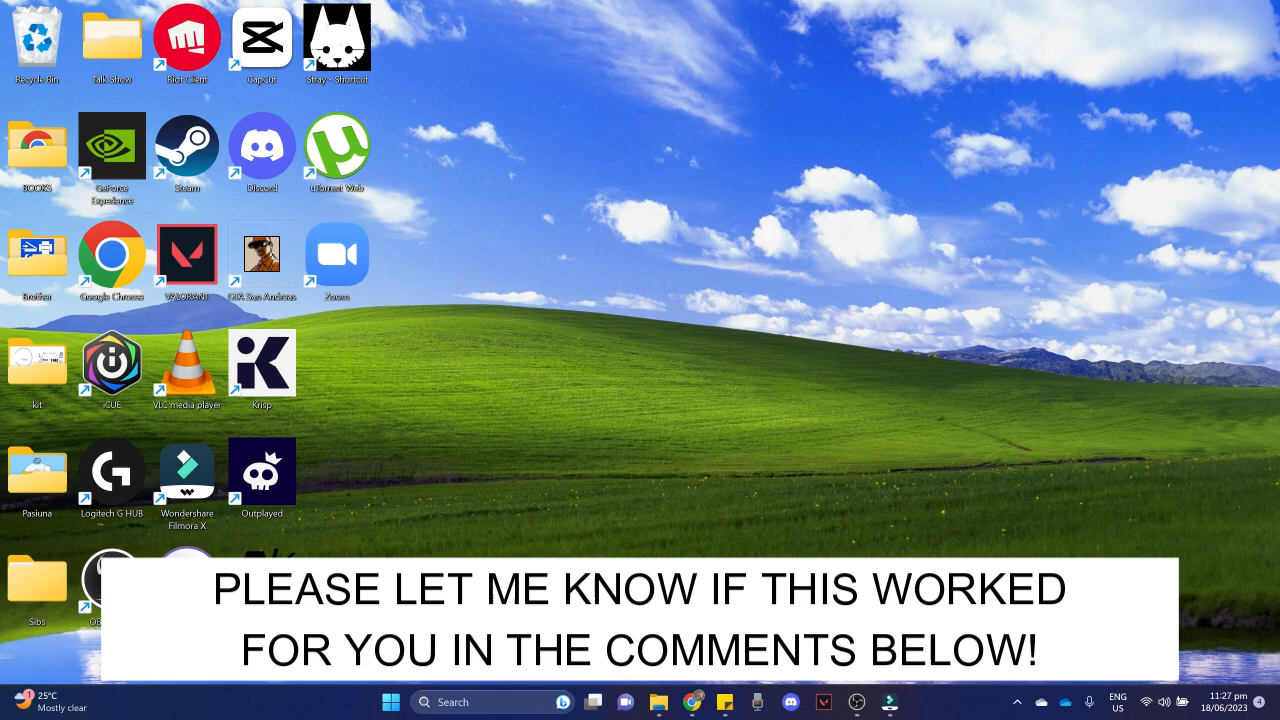 Recycle Bin
Talk Show
Riot Client
CapCut
Stray - Shortcut
BOOKS
GeForce
Experience
Steam
Discord
uTorrent Web
Brother
Google Chrome
VALORANT
GTA San Andreas
Zoom
kit
iCUE
VLC media player
Krisp
Pasiuna
Logitech G HUB
Wondershare
Filmora X
Outplayed
Sibs
PLEASE LET ME KNOW IF THIS WORKED
FOR YOU IN THE COMMENTS BELOW!
1
25°C
Mostly clear
Search
ENG
US
11:27 pm
18/06/2023
4